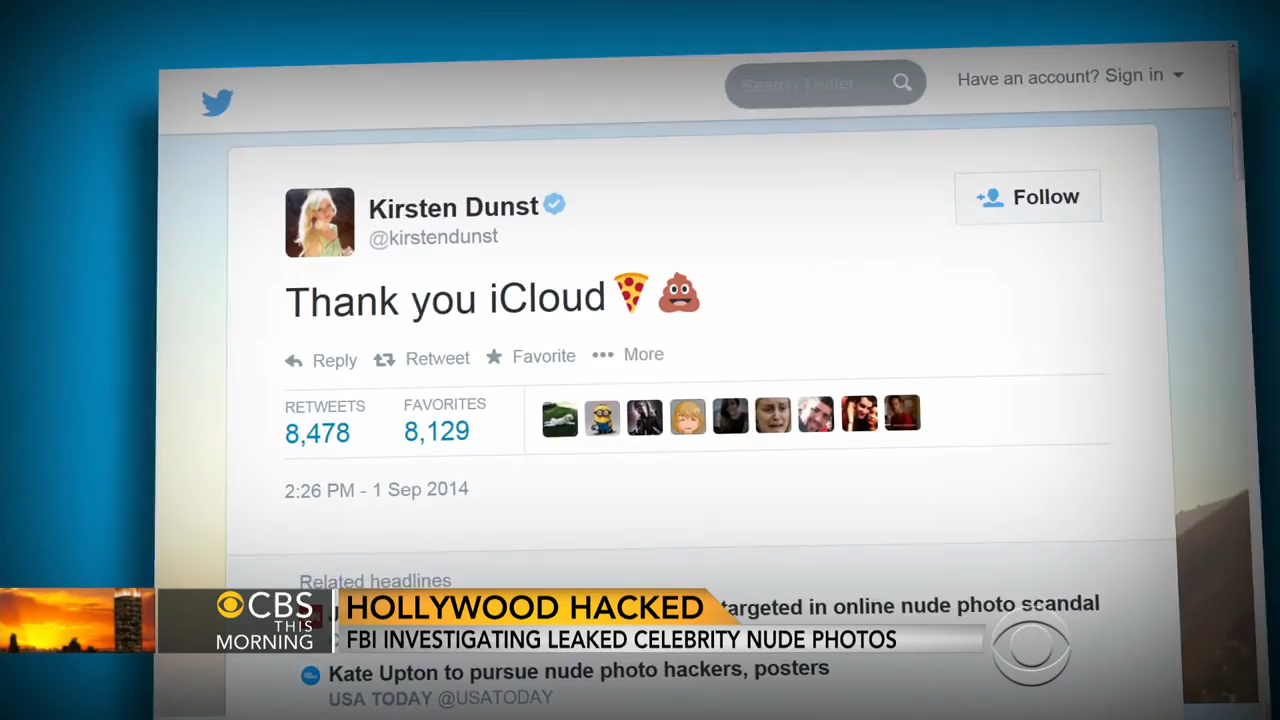 Search Twitter
Have an account? Sign in
Kirsten Dunst
@kirstendunst
Thank you iCloud🍕💩
Reply Retweet Favorite More
RETWEETS FAVORITES
8,478 8,129
2:26 PM - 1 Sep 2014
Follow
Related headlines
targeted in online nude photo scandal
CBS
THIS
MORNING
HOLLYWOOD HACKED
FBI INVESTIGATING LEAKED CELEBRITY NUDE PHOTOS
Kate Upton to pursue nude photo hackers, posters
USA TODAY @USATODAY